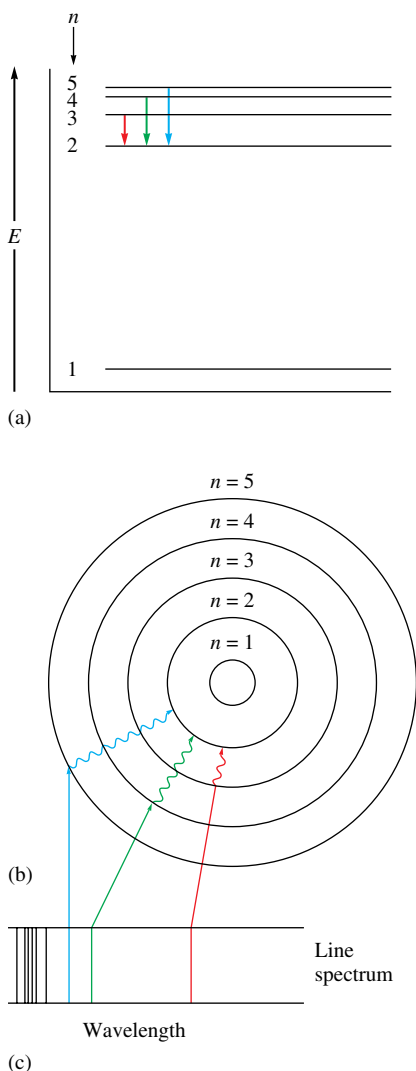 n
5
4
3
2
E
1
(a)
n = 5
n = 4
n = 3
n = 2
n = 1
(b)
Line
spectrum
Wavelength
(c)